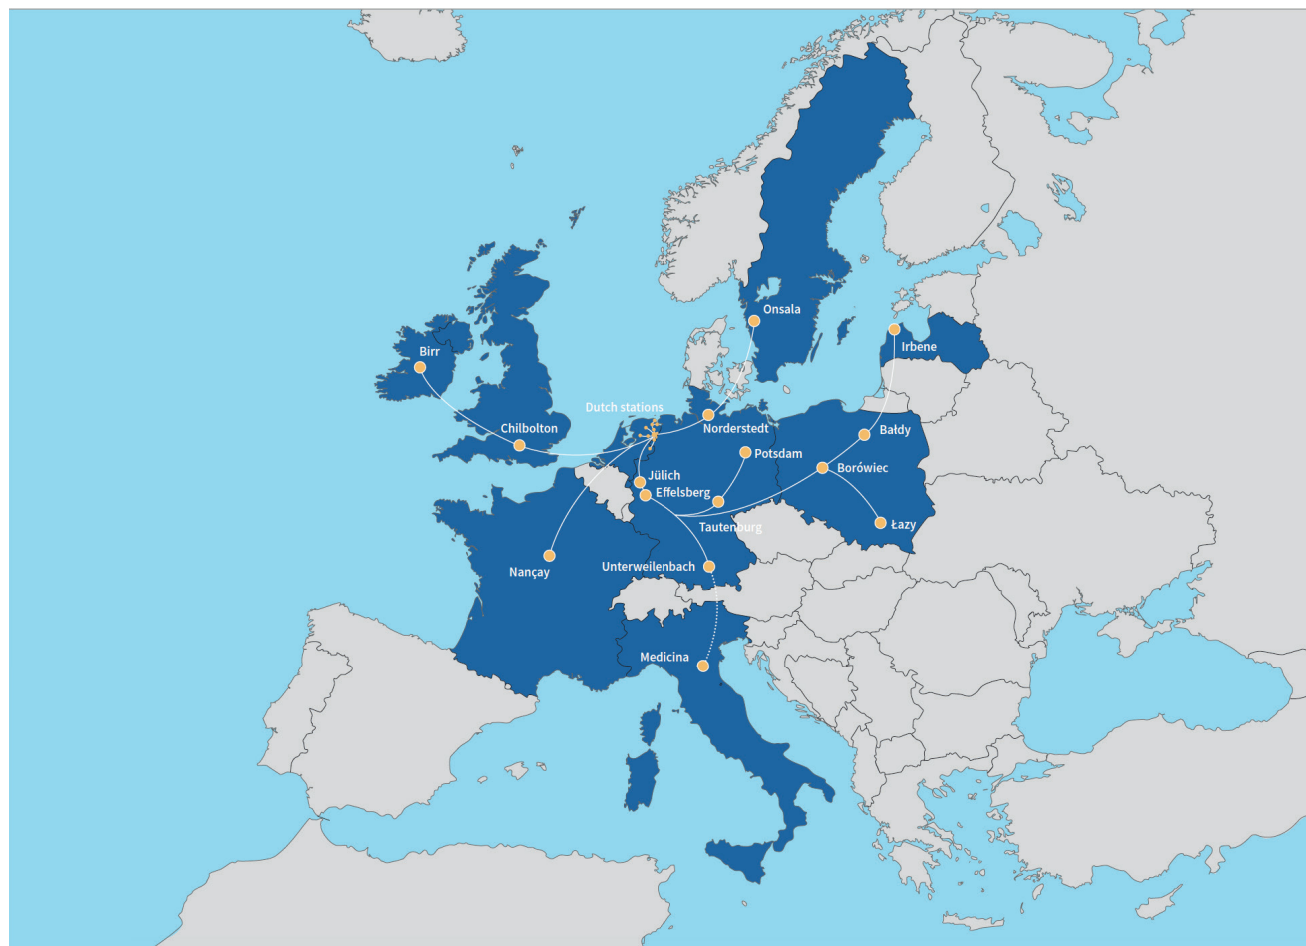 Onsala
Irbene
Birr
Dutch stations
Chilbolton
Norderstedt
Bałdy
Potsdam
Borówiec
Jülich
Effelsberg
Łazy
Tautenburg
Nançay
Unterweilenbach
Medicina